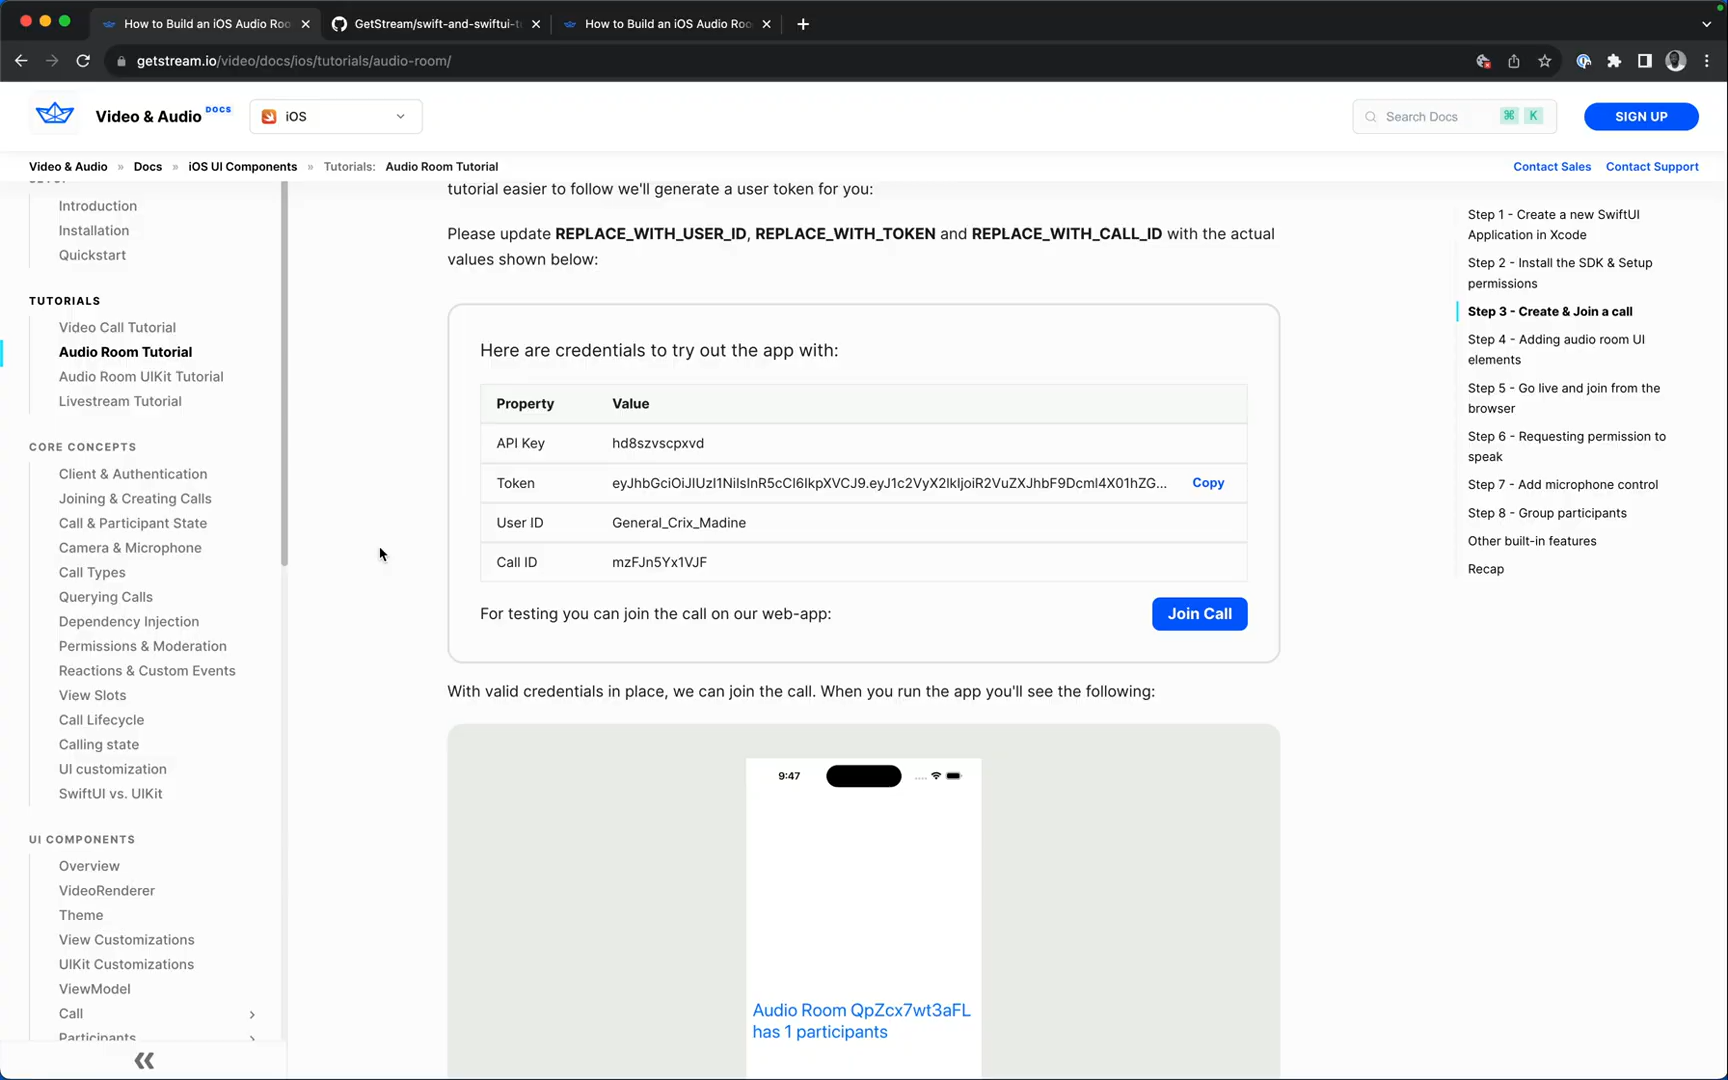 How to Build an iOS Audio Roo
GetStream/swift-and-swiftui-t
How to Build an iOS Audio Roo
getstream.io/video/docs/ios/tutorials/audio-room/
Video & Audio DOCS
iOS
Search Docs
⌘ K
SIGN UP
Video & Audio » Docs » iOS UI Components » Tutorials: Audio Room Tutorial
Contact Sales
Contact Support
Introduction
Installation
Quickstart
TUTORIALS
Video Call Tutorial
Audio Room Tutorial
Audio Room UIKit Tutorial
Livestream Tutorial
CORE CONCEPTS
Client & Authentication
Joining & Creating Calls
Call & Participant State
Camera & Microphone
Call Types
Querying Calls
Dependency Injection
Permissions & Moderation
Reactions & Custom Events
View Slots
Call Lifecycle
Calling state
UI customization
SwiftUI vs. UIKit
UI COMPONENTS
Overview
VideoRenderer
Theme
View Customizations
UIKit Customizations
ViewModel
Call
Participants
tutorial easier to follow we'll generate a user token for you:
Please update REPLACE_WITH_USER_ID, REPLACE_WITH_TOKEN and REPLACE_WITH_CALL_ID with the actual
values shown below:
Here are credentials to try out the app with:
Property Value
API Key hd8szvscpxvd
Token eyJhbGciOiJIUzI1NiIsInR5cCI6IkpXVCJ9.eyJ1c2VyX2lkIjoiR2VuZXJhbF9Dcml4X01hZG... Copy
User ID General_Crix_Madine
Call ID mzFJn5Yx1VJF
For testing you can join the call on our web-app:
Join Call
With valid credentials in place, we can join the call. When you run the app you'll see the following:
9:47
Audio Room QpZcx7wt3aFL
has 1 participants
Step 1 - Create a new SwiftUI
Application in Xcode
Step 2 - Install the SDK & Setup
permissions
Step 3 - Create & Join a call
Step 4 - Adding audio room UI
elements
Step 5 - Go live and join from the
browser
Step 6 - Requesting permission to
speak
Step 7 - Add microphone control
Step 8 - Group participants
Other built-in features
Recap